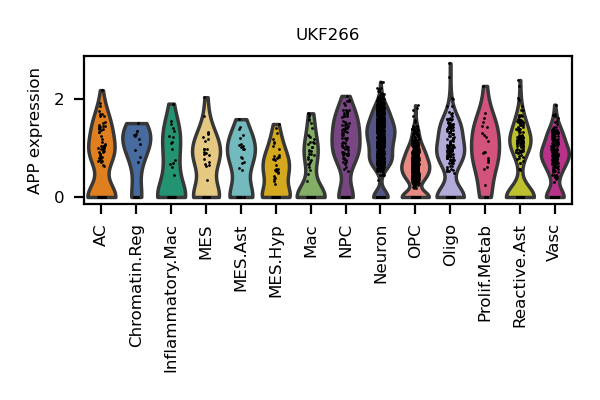 UKF266
APP expression
2
0
AC
Chromatin.Reg
Inflammatory.Mac
MES
MES.Ast
MES.Hyp
Mac
NPC
Neuron
OPC
Oligo
Prolif.Metab
Reactive.Ast
Vasc